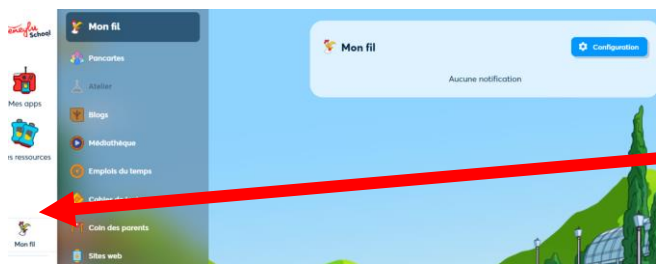 School
Mes apps
s ressources
Mon fil
Mon fil
Pancartes
Atelier
Blogs
Médiathèque
Emplois du temps
Coin des parents
Sites web
Mon fil
Configuration
Aucune notification